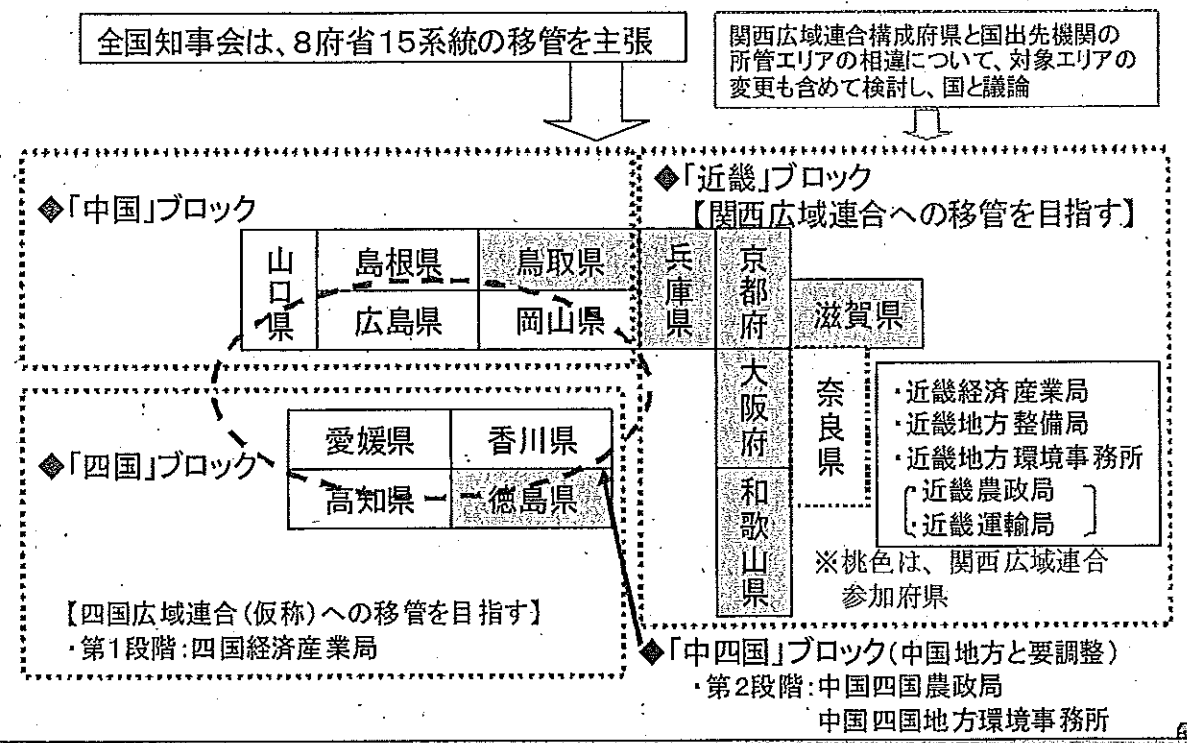 全国知事会は、8府省15系統の移管を主張
関西広域連合構成府県と国出先機関の
所管エリアの相違について、対象エリアの
変更も含めて検討し、国と議論
◆「中国」ブロック
山口県
島根県
鳥取県
広島県
岡山県
◆「近畿」ブロック
【関西広域連合への移管を目指す】
兵庫県
京都府
滋賀県
大阪府
奈良県
和歌山県
・近畿経済産業局
・近畿地方整備局
・近畿地方環境事務所
・近畿農政局
・近畿運輸局
※桃色は、関西広域連合
参加府県
◆「四国」ブロック
愛媛県
香川県
高知県
徳島県
【四国広域連合(仮称)への移管を目指す】
・第1段階:四国経済産業局
◆「中四国」ブロック(中国地方と要調整)
・第2段階:中国四国農政局
中国四国地方環境事務所